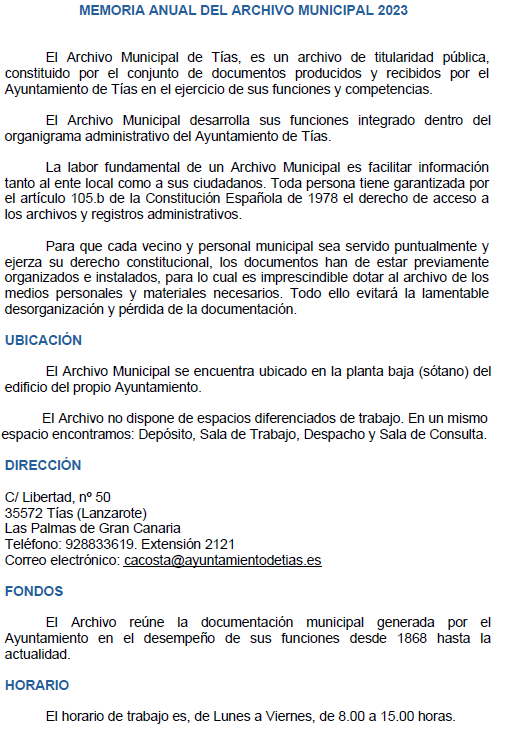 MEMORIA ANUAL DEL ARCHIVO MUNICIPAL 2023
El Archivo Municipal de Tías, es un archivo de titularidad pública,
constituido por el conjunto de documentos producidos y recibidos por el
Ayuntamiento de Tías en el ejercicio de sus funciones y competencias.
El Archivo Municipal desarrolla sus funciones integrado dentro del
organigrama administrativo del Ayuntamiento de Tías.
La labor fundamental de un Archivo Municipal es facilitar información
tanto al ente local como a sus ciudadanos. Toda persona tiene garantizada por
el artículo 105.b de la Constitución Española de 1978 el derecho de acceso a
los archivos y registros administrativos.
Para que cada vecino y personal municipal sea servido puntualmente y
ejerza su derecho constitucional, los documentos han de estar previamente
organizados e instalados, para lo cual es imprescindible dotar al archivo de los
medios personales y materiales necesarios. Todo ello evitará la lamentable
desorganización y pérdida de la documentación.
UBICACIÓN
El Archivo Municipal se encuentra ubicado en la planta baja (sótano) del
edificio del propio Ayuntamiento.
El Archivo no dispone de espacios diferenciados de trabajo. En un mismo
espacio encontramos: Depósito, Sala de Trabajo, Despacho y Sala de Consulta.
DIRECCIÓN
C/ Libertad, nº 50
35572 Tías (Lanzarote)
Las Palmas de Gran Canaria
Teléfono: 928833619. Extensión 2121
Correo electrónico: cacosta@ayuntamientodetias.es
FONDOS
El Archivo reúne la documentación municipal generada por el
Ayuntamiento en el desempeño de sus funciones desde 1868 hasta la
actualidad.
HORARIO
El horario de trabajo es, de Lunes a Viernes, de 8.00 a 15.00 horas.